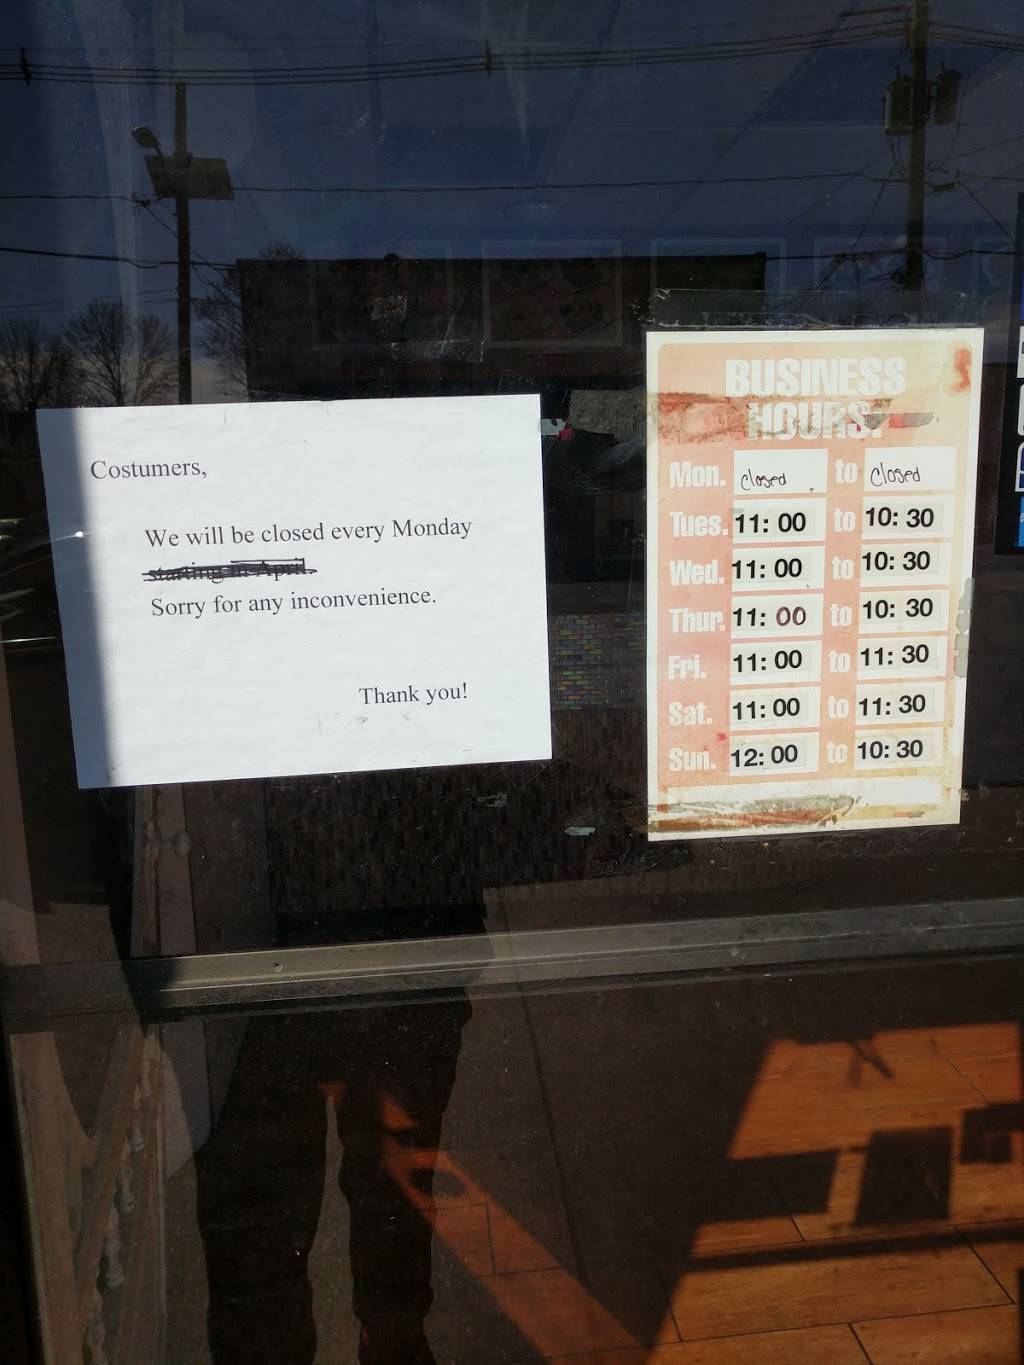 Costumers,
We will be closed every Monday
starting in April.
Sorry for any inconvenience.
Thank you!
BUSINESS
HOURS:
Mon. closed to closed
Tues. 11:00 to 10:30
Wed. 11:00 to 10:30
Thur. 11:00 to 10:30
Fri. 11:00 to 11:30
Sat. 11:00 to 11:30
Sun. 12:00 to 10:30